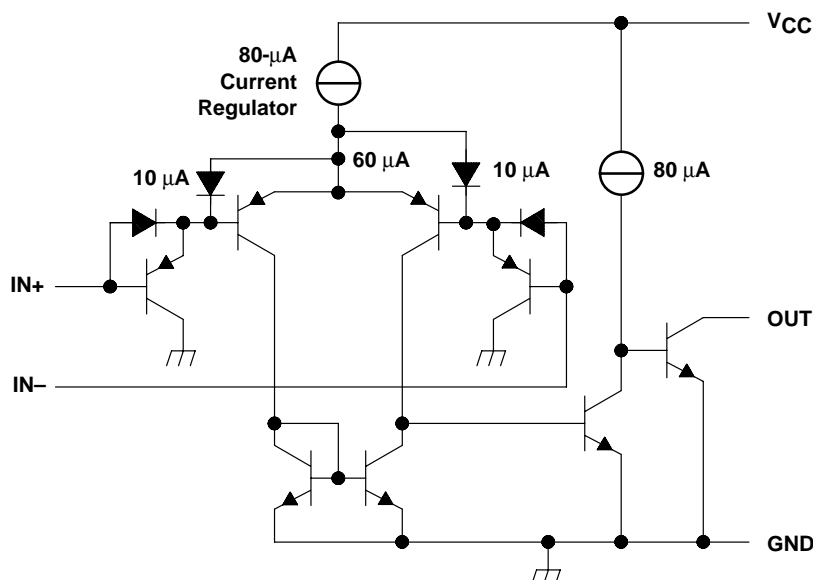 VCC
80-µA
Current
Regulator
60 µA
10 µA
10 µA
80 µA
IN+
OUT
IN–
GND